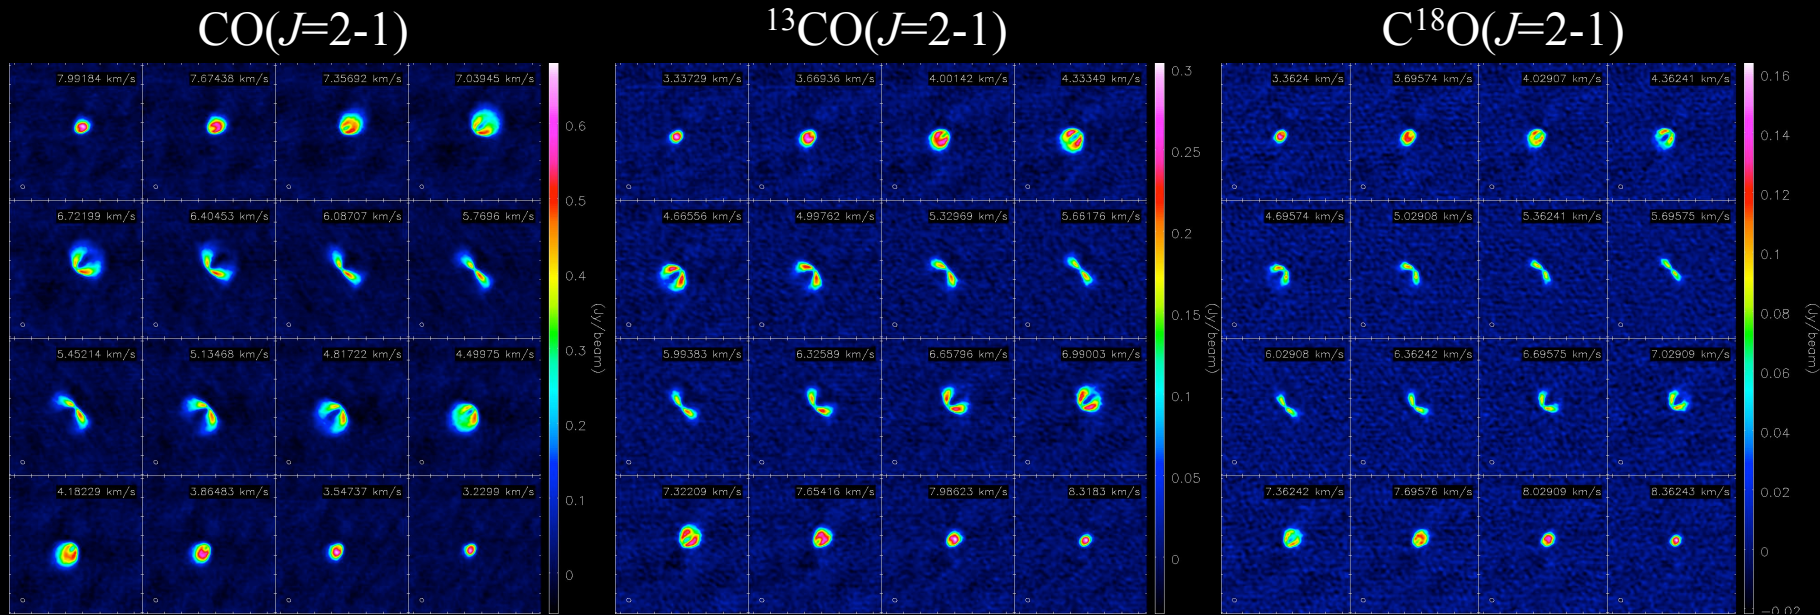 CO(J=2-1)
7.99184 km/s 7.67438 km/s 7.35692 km/s 7.03945 km/s
6.72199 km/s 6.40453 km/s 6.08707 km/s 5.7696 km/s
5.45214 km/s 5.13468 km/s 4.81722 km/s 4.49975 km/s
4.18229 km/s 3.86483 km/s 3.54737 km/s 3.2299 km/s
0.6
0.5
0.4
0.3
0.2
0.1
0
(Jy/beam)
¹³CO(J=2-1)
3.33729 km/s 3.66936 km/s 4.00142 km/s 4.33349 km/s
4.66556 km/s 4.99762 km/s 5.32969 km/s 5.66176 km/s
5.99383 km/s 6.32589 km/s 6.65796 km/s 6.99003 km/s
7.32209 km/s 7.65416 km/s 7.98623 km/s 8.3183 km/s
0.3
0.25
0.2
0.15
0.1
0.05
0
(Jy/beam)
C¹⁸O(J=2-1)
3.3624 km/s 3.69574 km/s 4.02907 km/s 4.36241 km/s
4.69574 km/s 5.02908 km/s 5.36241 km/s 5.69575 km/s
6.02908 km/s 6.36242 km/s 6.69575 km/s 7.02909 km/s
7.36242 km/s 7.69576 km/s 8.02909 km/s 8.36243 km/s
0.16
0.14
0.12
0.1
0.08
0.06
0.04
0.02
0
-0.02
(Jy/beam)